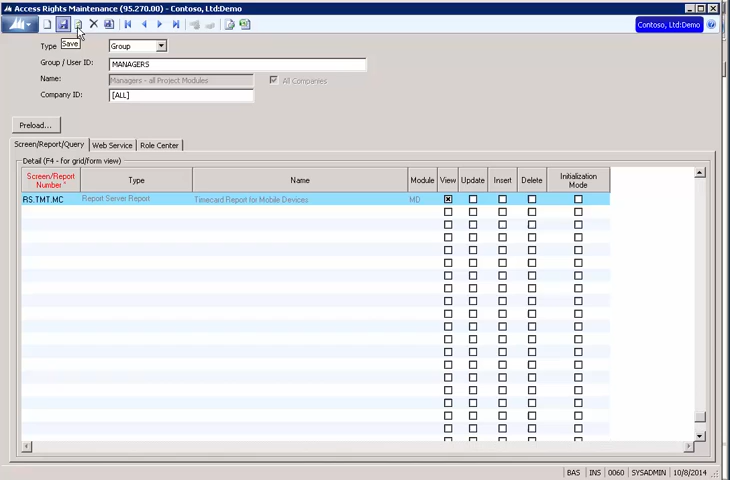 Access Rights Maintenance (95.270.00) - Contoso, Ltd:Demo
Contoso, Ltd:Demo
Save
Type Group
Group / User ID: MANAGERS
Name: Managers - all Project Modules All Companies
Company ID: [ALL]
Preload...
Screen/Report/Query Web Service Role Center
Detail (F4 - for grid/form view)
Screen/Report Number * Type Name Module View Update Insert Delete Initialization Mode
RS.TMT.MC Report Server Report Timecard Report for Mobile Devices MD
BAS INS 0060 SYSADMIN 10/8/2014